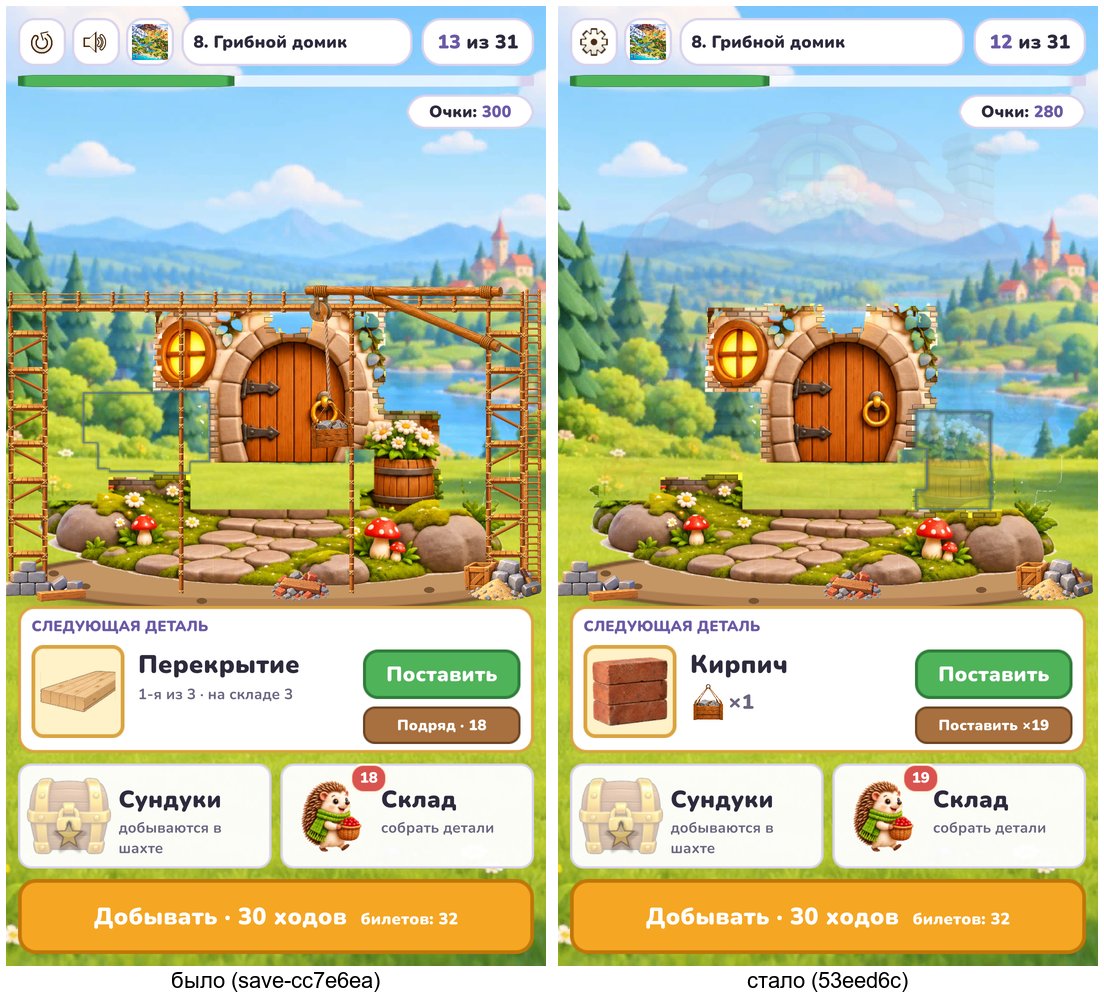 8. Грибной домик
13 из 31
Очки: 300
СЛЕДУЮЩАЯ ДЕТАЛЬ
Перекрытие
1-я из 3 · на складе 3
Поставить
Подряд · 18
Сундуки
добываются в
шахте
18
Склад
собрать детали
Добывать · 30 ходов билетов: 32
было (save-cc7e6ea)
8. Грибной домик
12 из 31
Очки: 280
СЛЕДУЮЩАЯ ДЕТАЛЬ
Кирпич
×1
Поставить
Поставить ×19
Сундуки
добываются в
шахте
19
Склад
собрать детали
Добывать · 30 ходов билетов: 32
стало (53eed6c)